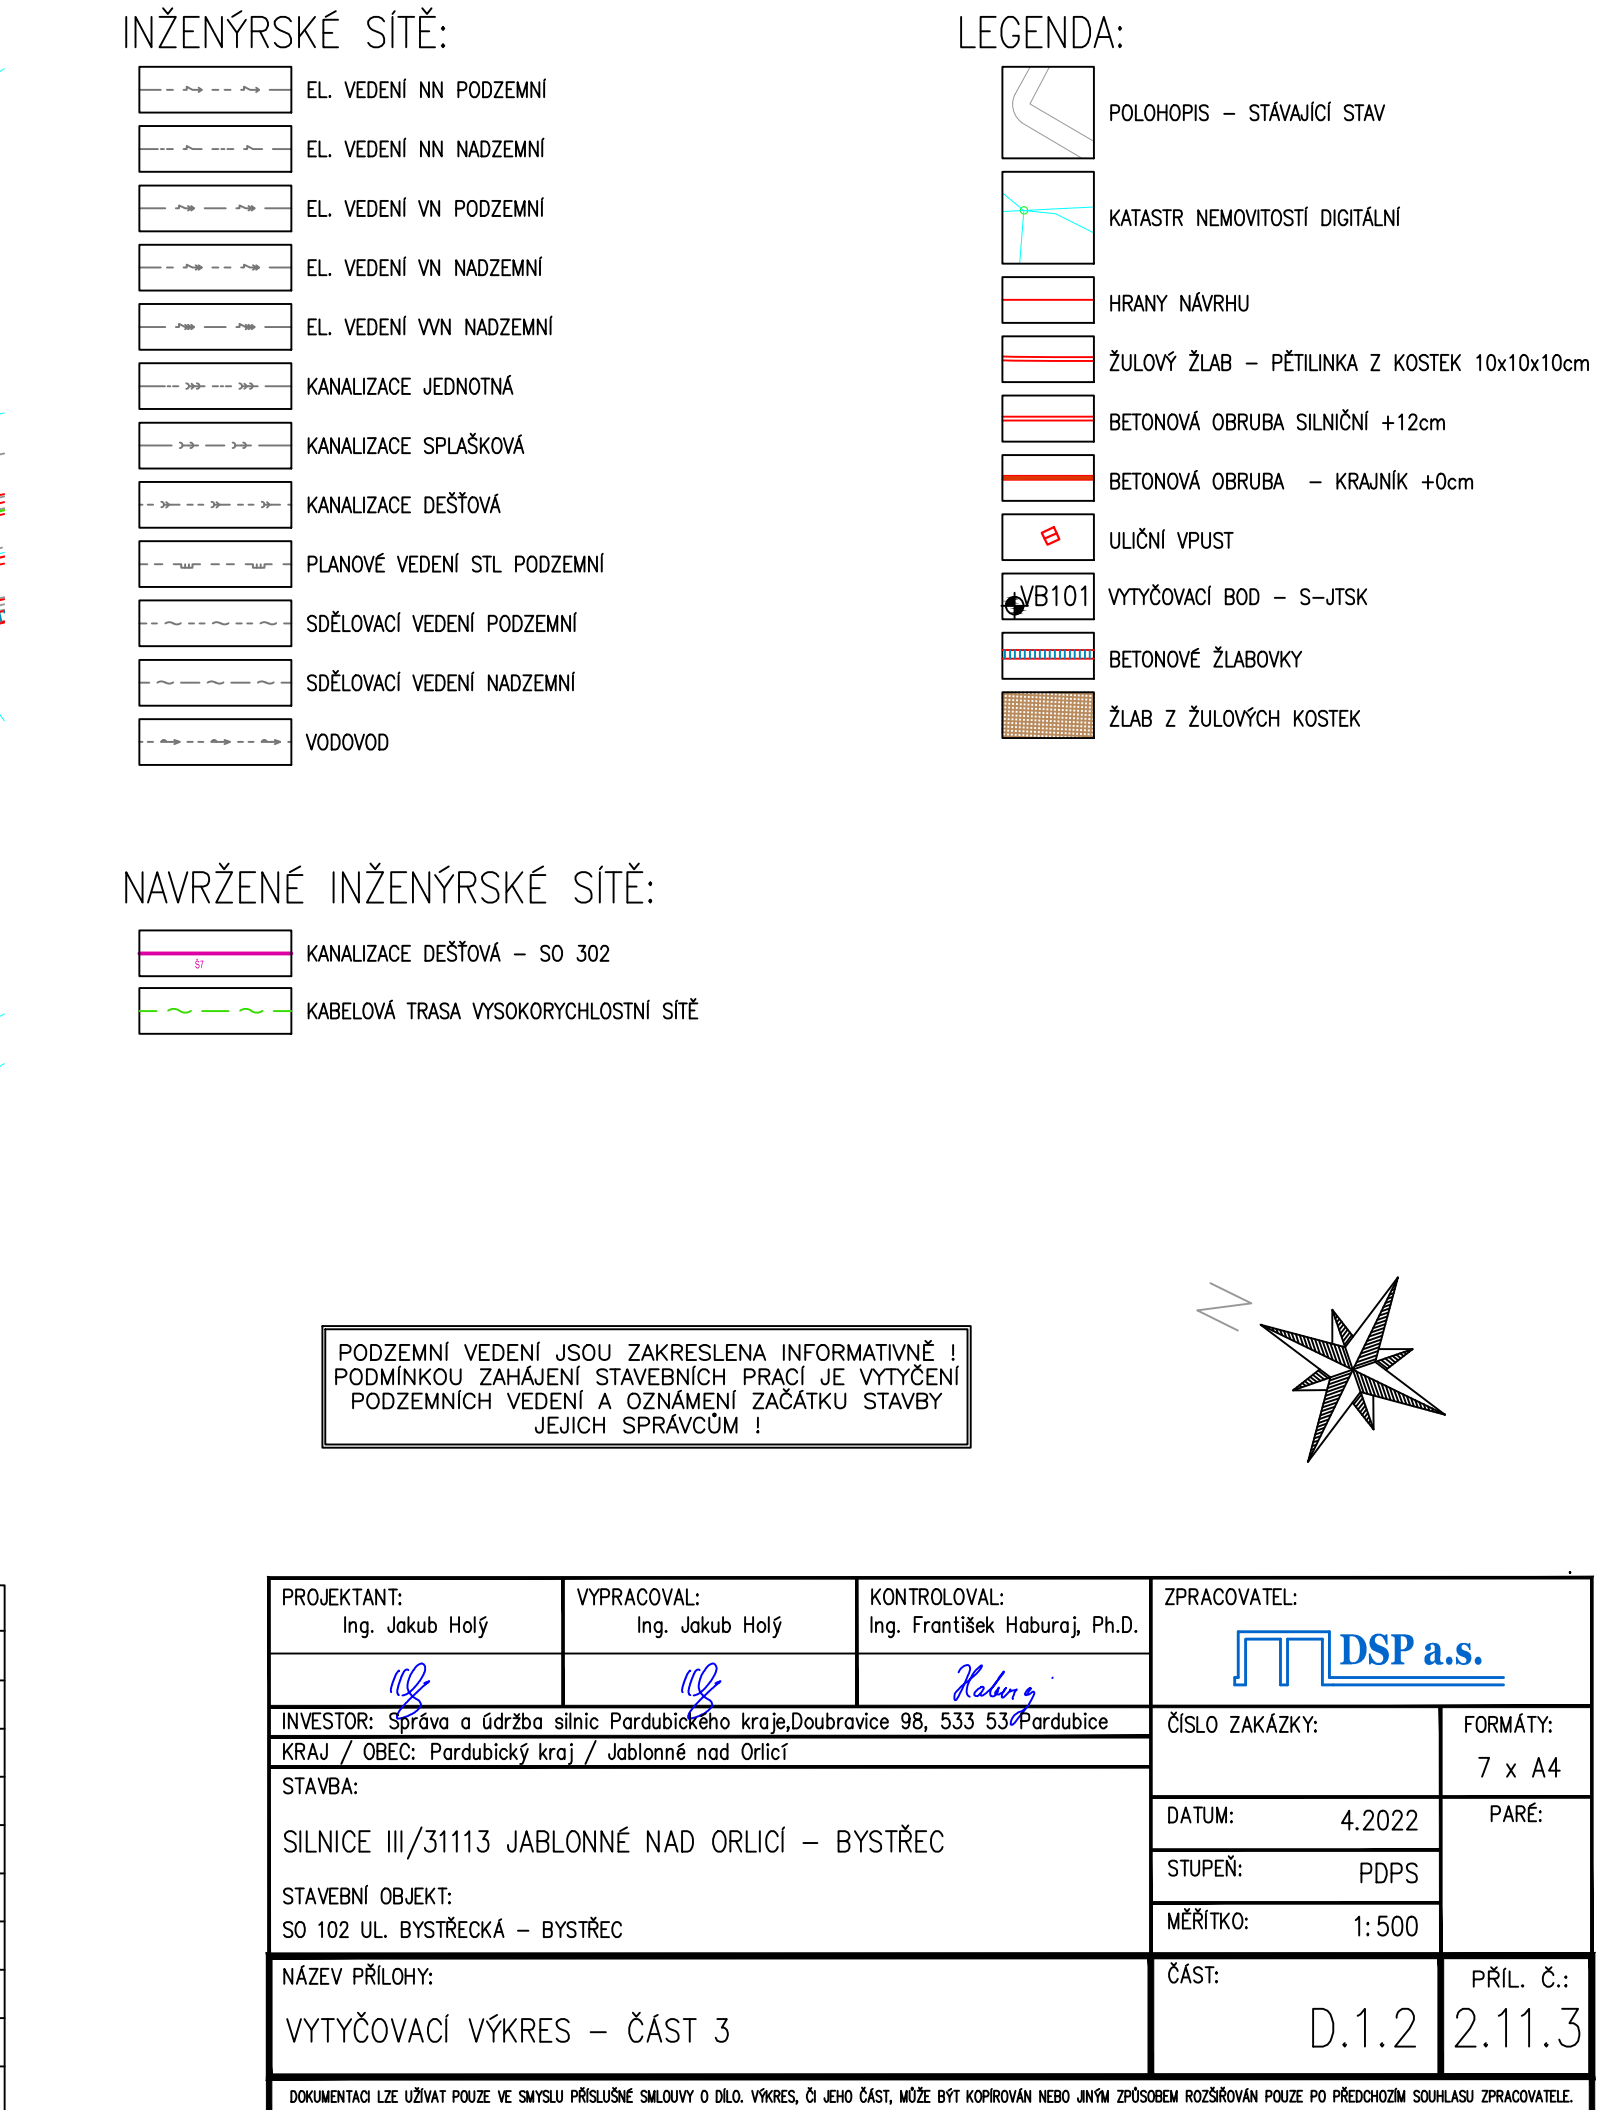 INŽENÝRSKÉ SÍTĚ:
EL. VEDENÍ NN PODZEMNÍ
EL. VEDENÍ NN NADZEMNÍ
EL. VEDENÍ VN PODZEMNÍ
EL. VEDENÍ VN NADZEMNÍ
EL. VEDENÍ VVN NADZEMNÍ
KANALIZACE JEDNOTNÁ
KANALIZACE SPLAŠKOVÁ
KANALIZACE DEŠŤOVÁ
PLANOVÉ VEDENÍ STL PODZEMNÍ
SDĚLOVACÍ VEDENÍ PODZEMNÍ
SDĚLOVACÍ VEDENÍ NADZEMNÍ
VODOVOD
LEGENDA:
POLOHOPIS – STÁVAJÍCÍ STAV
KATASTR NEMOVITOSTÍ DIGITÁLNÍ
HRANY NÁVRHU
ŽULOVÝ ŽLAB – PĚTILINKA Z KOSTEK 10x10x10cm
BETONOVÁ OBRUBA SILNIČNÍ +12cm
BETONOVÁ OBRUBA – KRAJNÍK +0cm
ULIČNÍ VPUST
VB101 VYTYČOVACÍ BOD – S–JTSK
BETONOVÉ ŽLABOVKY
ŽLAB Z ŽULOVÝCH KOSTEK
NAVRŽENÉ INŽENÝRSKÉ SÍTĚ:
Š7 KANALIZACE DEŠŤOVÁ – SO 302
KABELOVÁ TRASA VYSOKORYCHLOSTNÍ SÍTĚ
PODZEMNÍ VEDENÍ JSOU ZAKRESLENA INFORMATIVNĚ !
PODMÍNKOU ZAHÁJENÍ STAVEBNÍCH PRACÍ JE VYTYČENÍ
PODZEMNÍCH VEDENÍ A OZNÁMENÍ ZAČÁTKU STAVBY
JEJICH SPRÁVCŮM !
PROJEKTANT:
Ing. Jakub Holý
VYPRACOVAL:
Ing. Jakub Holý
KONTROLOVAL:
Ing. František Haburaj, Ph.D.
ZPRACOVATEL:
DSP a.s.
Haburaj
INVESTOR: Správa a údržba silnic Pardubického kraje,Doubravice 98, 533 53 Pardubice
KRAJ / OBEC: Pardubický kraj / Jablonné nad Orlicí
ČÍSLO ZAKÁZKY:
FORMÁTY:
7 x A4
STAVBA:
SILNICE III/31113 JABLONNÉ NAD ORLICÍ – BYSTŘEC
STAVEBNÍ OBJEKT:
SO 102 UL. BYSTŘECKÁ – BYSTŘEC
DATUM: 4.2022
PARÉ:
STUPEŇ: PDPS
MĚŘÍTKO: 1:500
NÁZEV PŘÍLOHY:
VYTYČOVACÍ VÝKRES – ČÁST 3
ČÁST:
D.1.2
PŘÍL. Č.:
2.11.3
DOKUMENTACI LZE UŽÍVAT POUZE VE SMYSLU PŘÍSLUŠNÉ SMLOUVY O DÍLO. VÝKRES, ČI JEHO ČÁST, MŮŽE BÝT KOPÍROVÁN NEBO JINÝM ZPŮSOBEM ROZŠIŘOVÁN POUZE PO PŘEDCHOZÍM SOUHLASU ZPRACOVATELE.